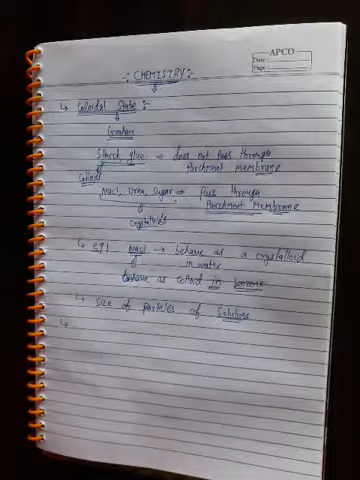 APCO
Date :
Page :
-: CHEMISTRY :-
↳ Colloidal State :-
↓
Graham
Starch, glue → does not Pass through
Parchment membrane
Colloids
NaCl, Urea, Sugar → Pass through
Parchment Membrane
↓
Crystalloids
↳ eg: NaCl → behave as a crystalloid
in water
behave as Colloid in benzene
↳ Size of Particles of Solutions
↳